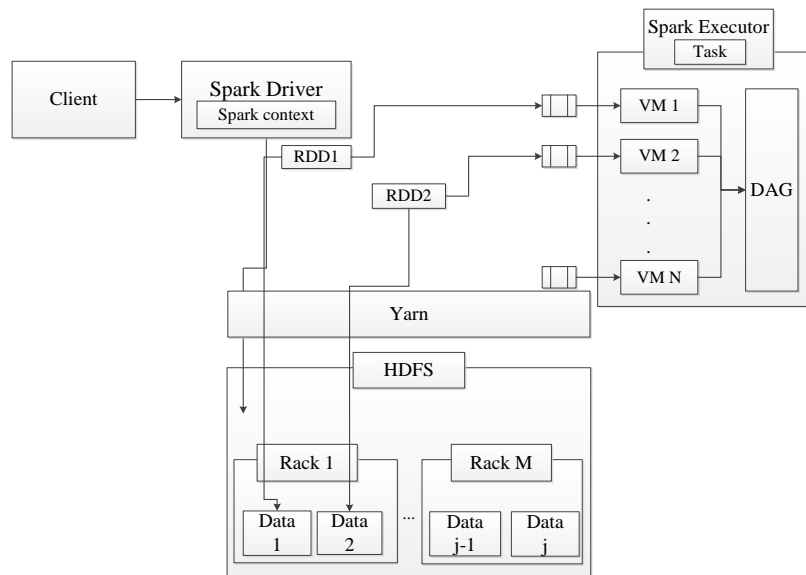 Spark Executor
Task
Client
Spark Driver
Spark context
VM 1
RDD1
VM 2
RDD2
.
.
.
DAG
VM N
Yarn
HDFS
Rack 1
Rack M
Data
1
Data
2
...
Data
j-1
Data
j